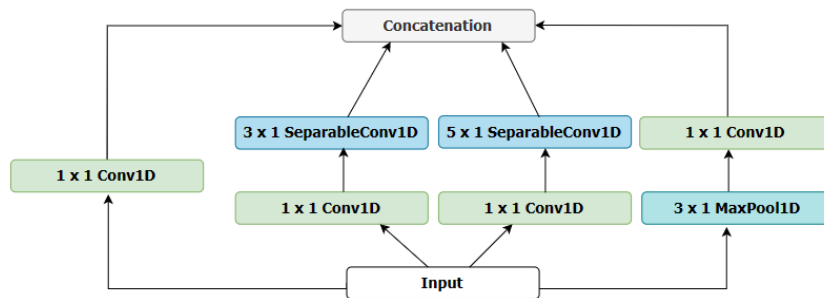 Concatenation
3 x 1 SeparableConv1D
5 x 1 SeparableConv1D
1 x 1 Conv1D
1 x 1 Conv1D
1 x 1 Conv1D
1 x 1 Conv1D
3 x 1 MaxPool1D
Input